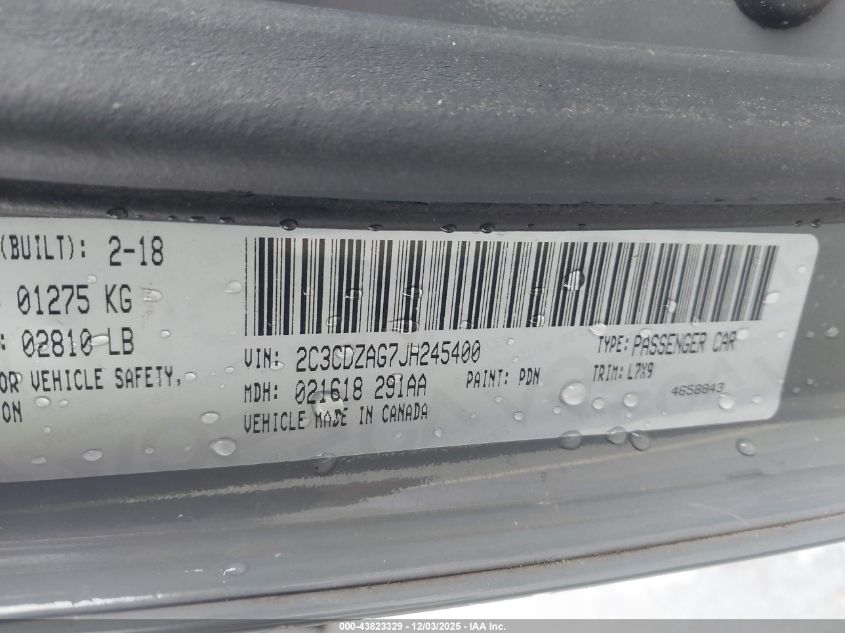 (BUILT): 2-18
01275 KG
02810 LB
OR VEHICLE SAFETY,
ON
VIN: 2C3CDZAG7JH245400
TYPE: PASSENGER CAR
MDH: 021618 291AA
PAINT: PDN
TRIM: L7X9
VEHICLE MADE IN CANADA
4658843
000-43823329 - 12/03/2025 - IAA Inc.